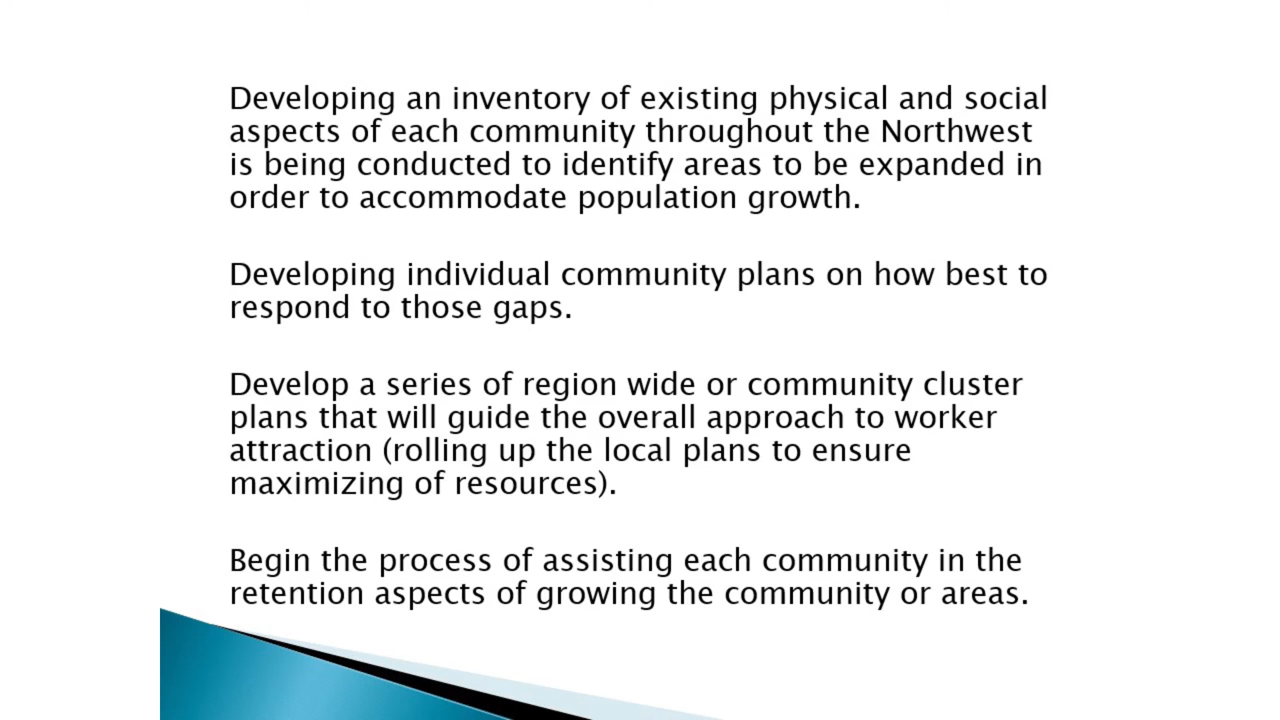 Developing an inventory of existing physical and social
aspects of each community throughout the Northwest
is being conducted to identify areas to be expanded in
order to accommodate population growth.
Developing individual community plans on how best to
respond to those gaps.
Develop a series of region wide or community cluster
plans that will guide the overall approach to worker
attraction (rolling up the local plans to ensure
maximizing of resources).
Begin the process of assisting each community in the
retention aspects of growing the community or areas.